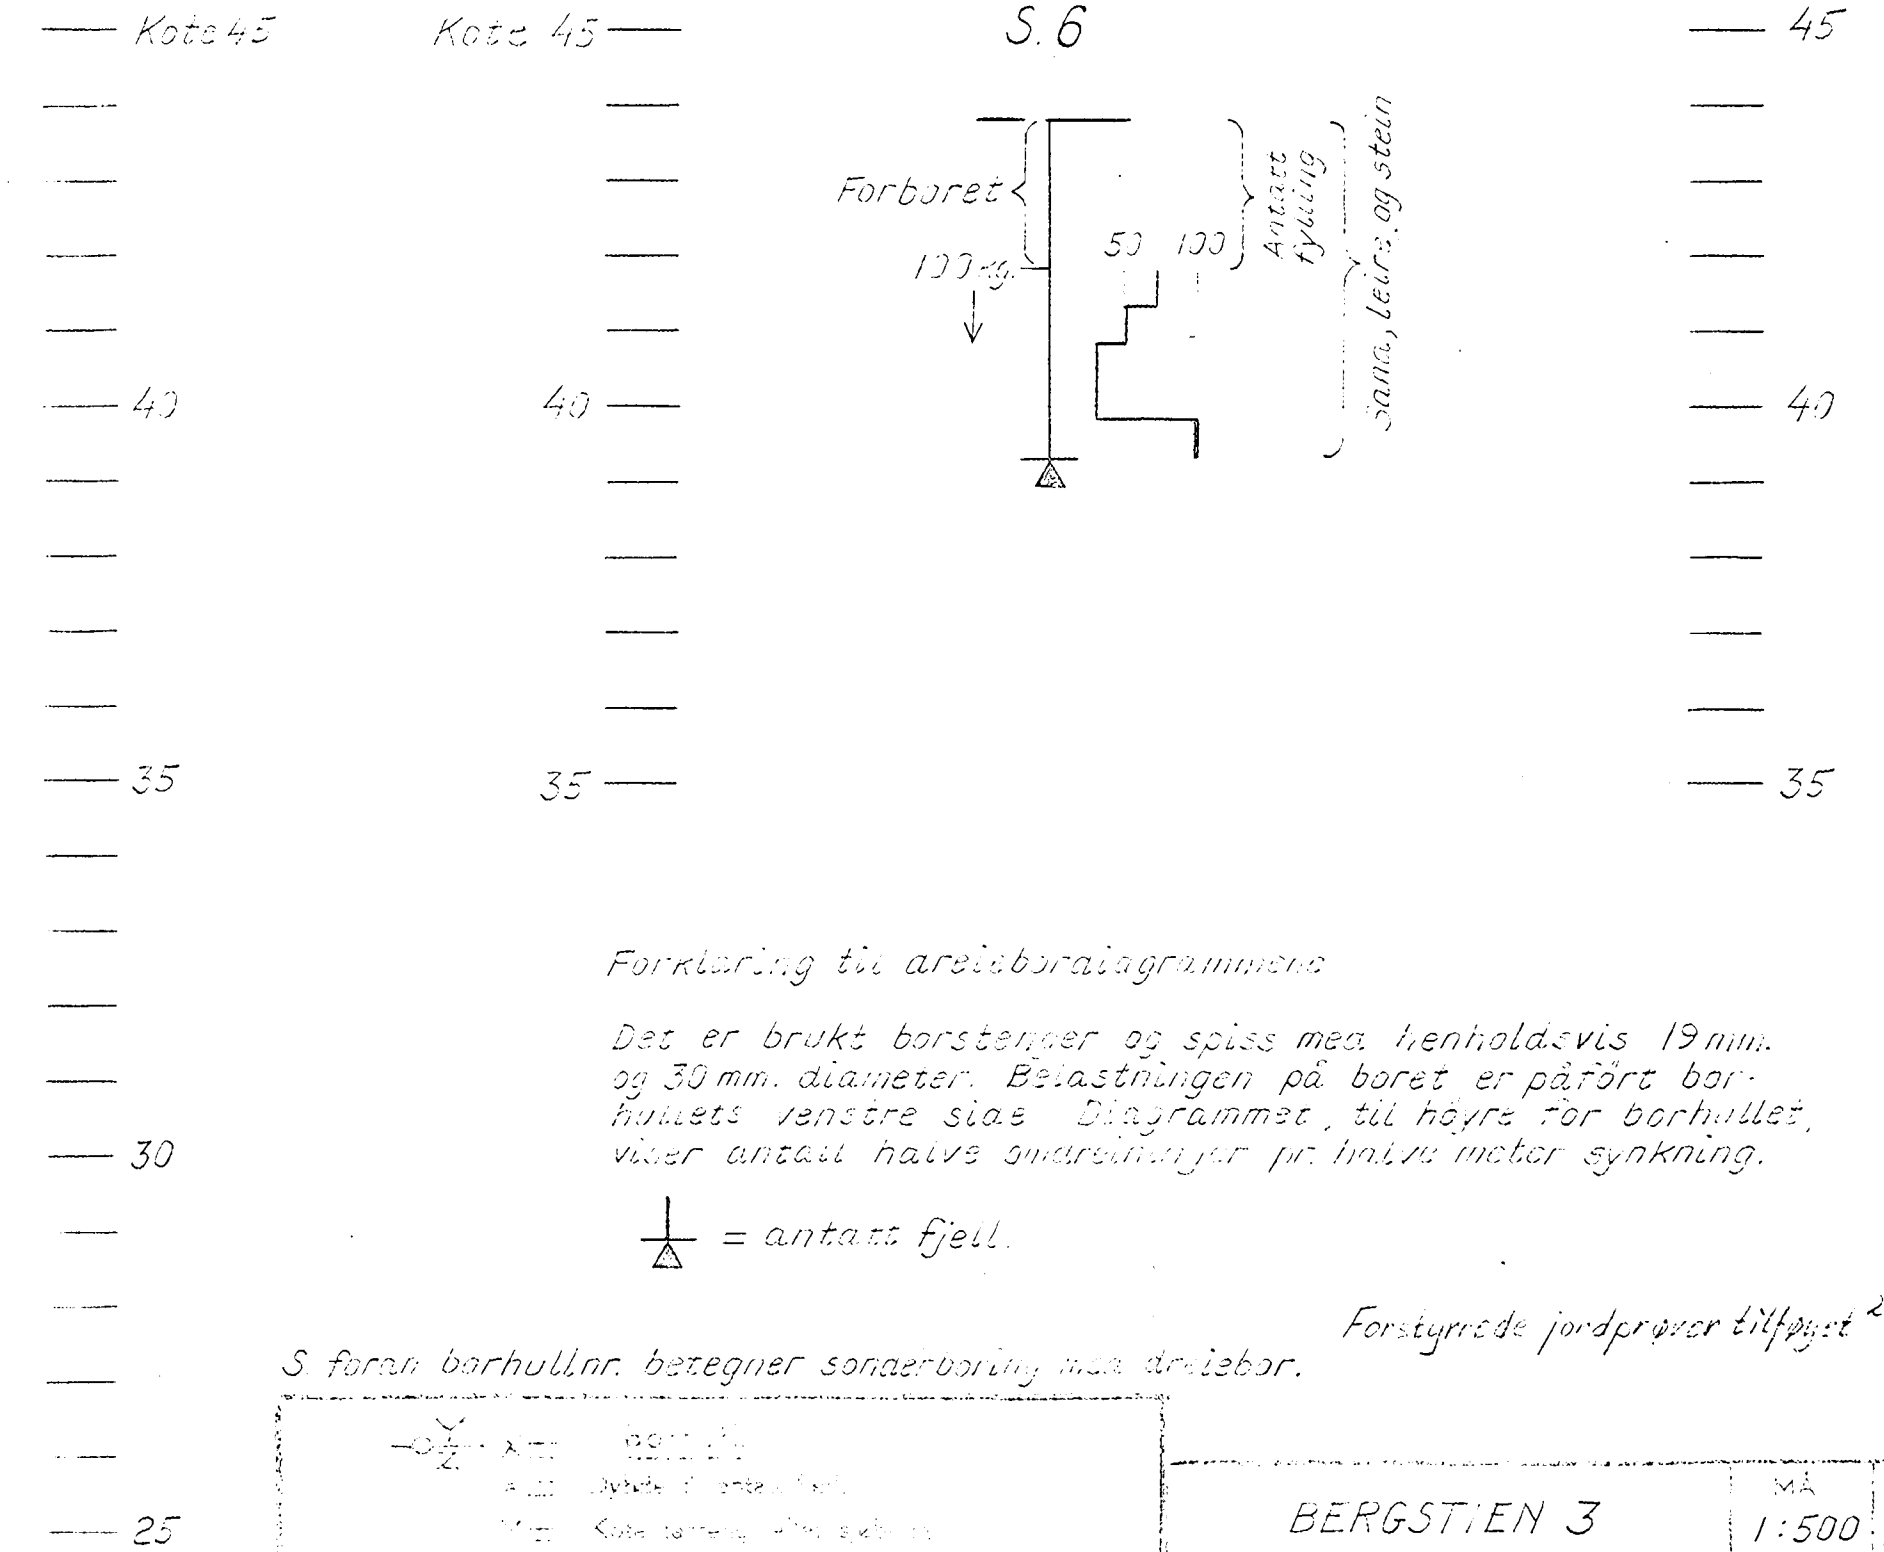 Kote 45
Kote 45
S. 6
45
Forboret
100 kg.
50
100
Antatt
fylling
Sand, leire, og stein
40
40
40
35
35
35
Forklaring til dreiebordiagrammene
Det er brukt borstenger og spiss med henholdsvis 19 mm.
og 30 mm. diameter. Belastningen på boret er påført bor-
hullets venstre side Diagrammet, til høyre for borhullet,
viser antall halve omdreininger pr. halve meter synkning.
30
= antatt fjell.
Forstyrrede jordprøver tilføyet 2
S. foran borhullnr. betegner sonderboring med dreiebor.
BERGSTIEN 3
MÅ
1:500
25